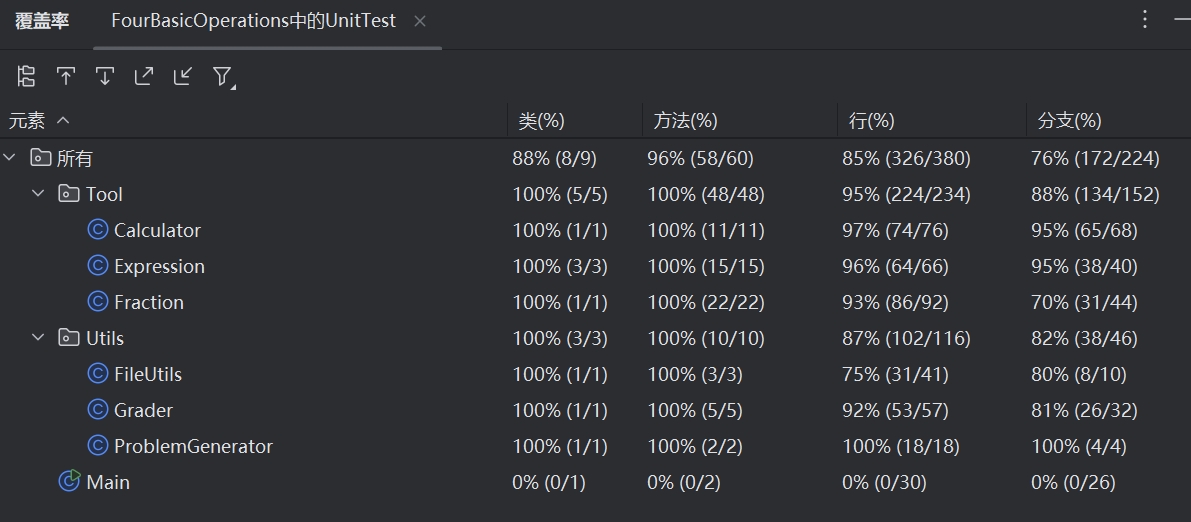 覆盖率 FourBasicOperations中的UnitTest
元素 类(%) 方法(%) 行(%) 分支(%)
所有 88% (8/9) 96% (58/60) 85% (326/380) 76% (172/224)
Tool 100% (5/5) 100% (48/48) 95% (224/234) 88% (134/152)
Calculator 100% (1/1) 100% (11/11) 97% (74/76) 95% (65/68)
Expression 100% (3/3) 100% (15/15) 96% (64/66) 95% (38/40)
Fraction 100% (1/1) 100% (22/22) 93% (86/92) 70% (31/44)
Utils 100% (3/3) 100% (10/10) 87% (102/116) 82% (38/46)
FileUtils 100% (1/1) 100% (3/3) 75% (31/41) 80% (8/10)
Grader 100% (1/1) 100% (5/5) 92% (53/57) 81% (26/32)
ProblemGenerator 100% (1/1) 100% (2/2) 100% (18/18) 100% (4/4)
Main 0% (0/1) 0% (0/2) 0% (0/30) 0% (0/26)